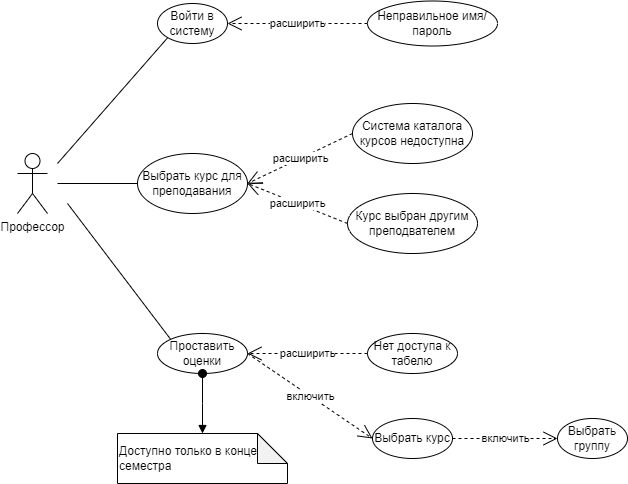 Войти в
систему
расширить
Неправильное имя/
пароль
Система каталога
курсов недоступна
расширить
Выбрать курс для
преподавания
расширить
Курс выбран другим
преподвателем
Профессор
Проставить
оценки
расширить
Нет доступа к
табелю
включить
Выбрать курс
включить
Выбрать
группу
Доступно только в конце
семестра